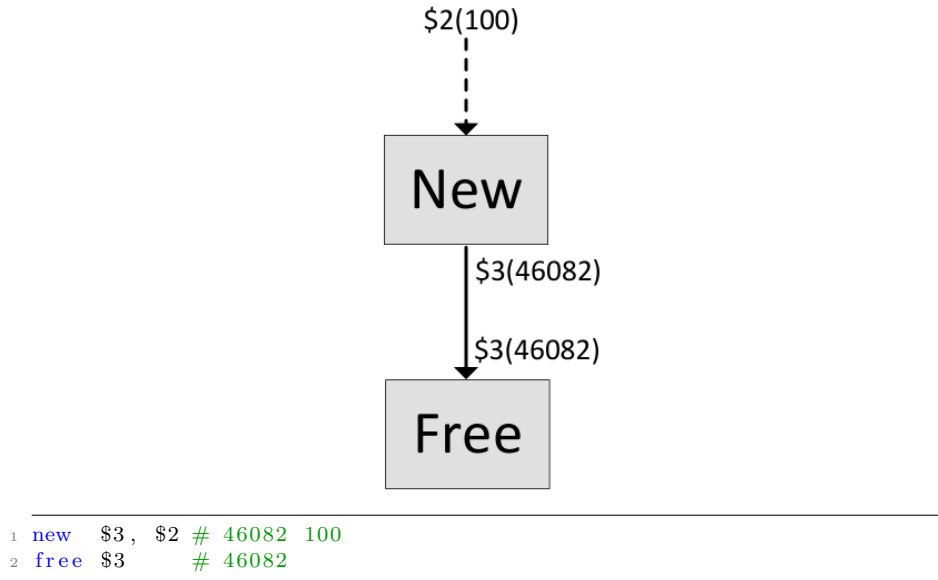 $2(100)
New
$3(46082)
$3(46082)
Free
1 new $3, $2 # 46082 100
2 free $3 # 46082